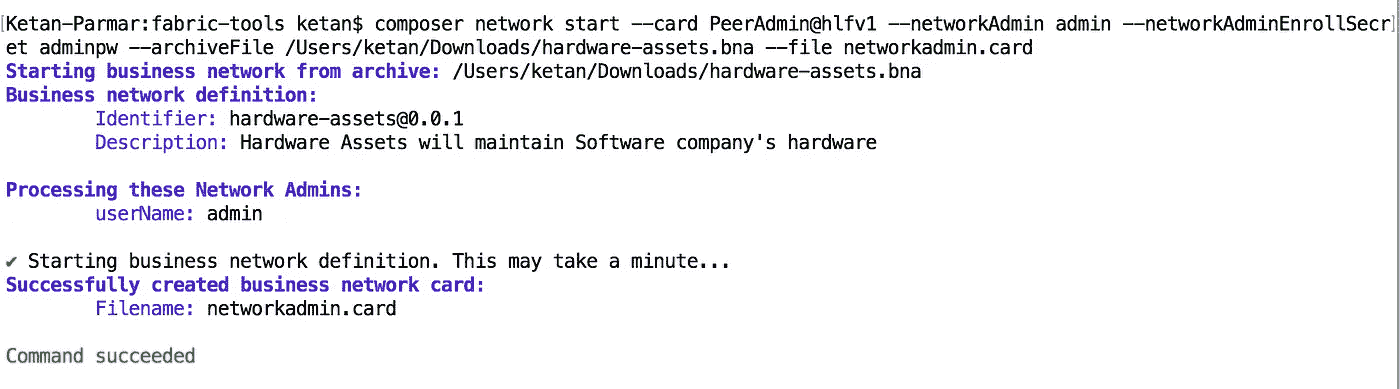 [Ketan-Parmar:fabric-tools ketan$ composer network start --card PeerAdmin@hlfv1 --networkAdmin admin --networkAdminEnrollSecr]
et adminpw --archiveFile /Users/ketan/Downloads/hardware-assets.bna --file networkadmin.card
Starting business network from archive: /Users/ketan/Downloads/hardware-assets.bna
Business network definition:
Identifier: hardware-assets@0.0.1
Description: Hardware Assets will maintain Software company's hardware
Processing these Network Admins:
userName: admin
✔ Starting business network definition. This may take a minute...
Successfully created business network card:
Filename: networkadmin.card
Command succeeded